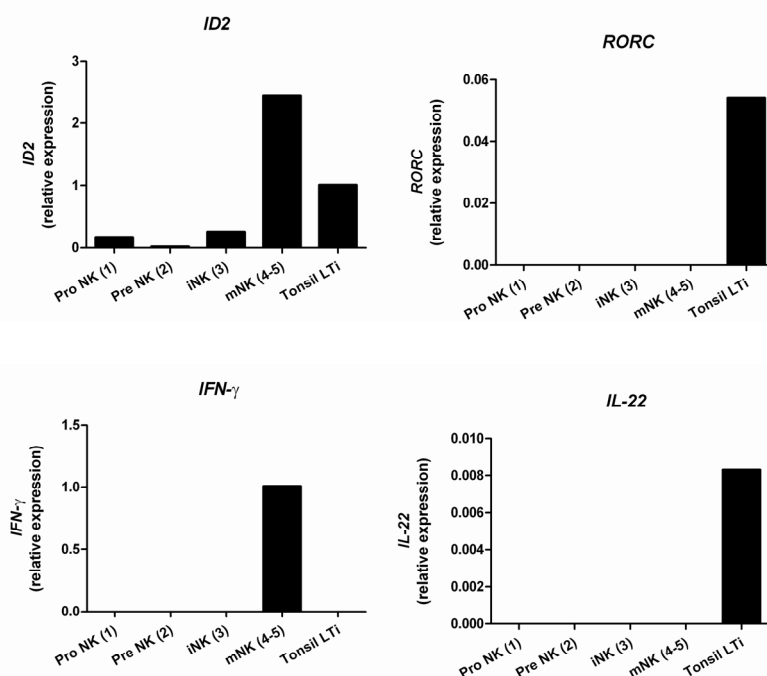 ID2
ID2
(relative expression)
3
2
1
0
Pro NK (1)
Pre NK (2)
iNK (3)
mNK (4-5)
Tonsil LTi
RORC
RORC
(relative expression)
0.06
0.04
0.02
0.00
Pro NK (1)
Pre NK (2)
iNK (3)
mNK (4-5)
Tonsil LTi
IFN-γ
IFN-γ
(relative expression)
1.5
1.0
0.5
0.0
Pro NK (1)
Pre NK (2)
iNK (3)
mNK (4-5)
Tonsil LTi
IL-22
IL-22
(relative expression)
0.010
0.008
0.006
0.004
0.002
0.000
Pro NK (1)
Pre NK (2)
iNK (3)
mNK (4-5)
Tonsil LTi